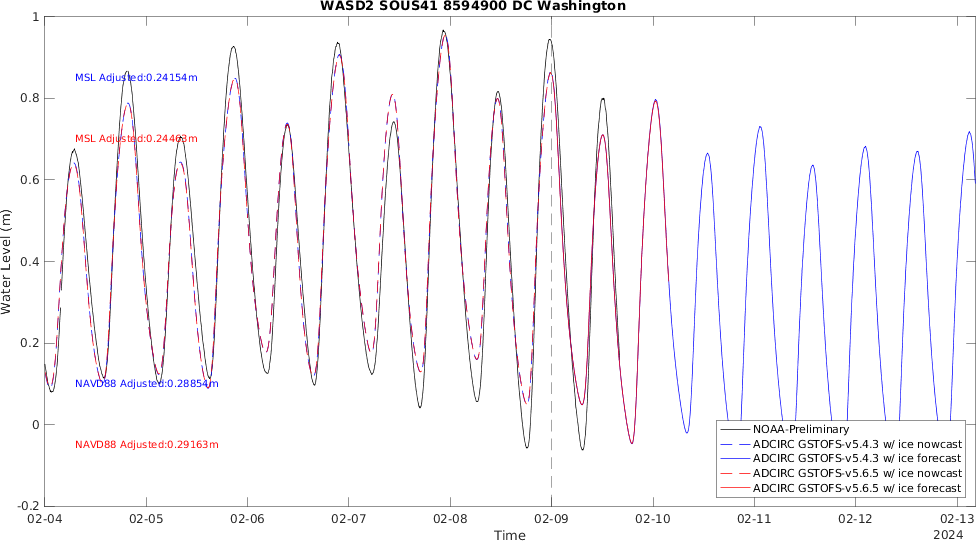 WASD2 SOUS41 8594900 DC Washington
1
0.8
0.6
0.4
0.2
0
-0.2
Water Level (m)
MSL Adjusted:0.24154m
MSL Adjusted:0.24463m
NAVD88 Adjusted:0.28854m
NAVD88 Adjusted:0.29163m
NOAA-Preliminary
ADCIRC GSTOFS-v5.4.3 w/ ice nowcast
ADCIRC GSTOFS-v5.4.3 w/ ice forecast
ADCIRC GSTOFS-v5.6.5 w/ ice nowcast
ADCIRC GSTOFS-v5.6.5 w/ ice forecast
02-04 02-05 02-06 02-07 02-08 02-09 02-10 02-11 02-12 02-13
Time
2024